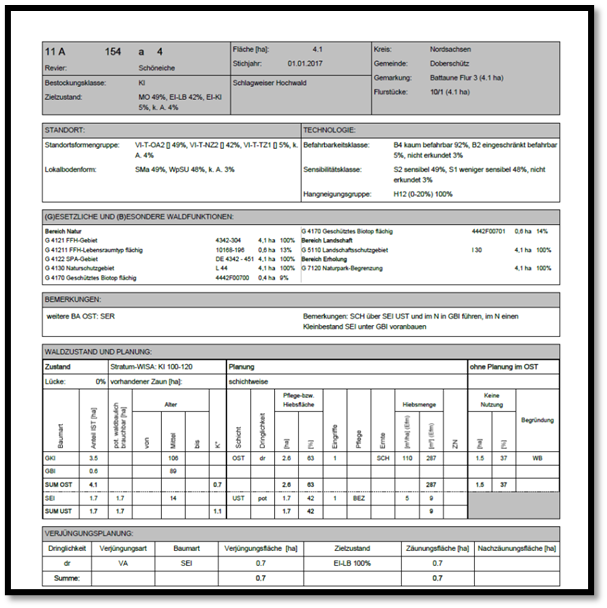 11 A 154 a 4 Fläche [ha]: 4.1 Kreis: Nordsachsen
Revier: Schöneiche Stichjahr: 01.01.2017 Gemeinde: Doberschütz
Bestockungsklasse: KI Schlagweiser Hochwald Gemarkung: Battaune Flur 3 (4.1 ha)
Zielzustand: MO 49%, EI-LB 42%, EI-KI Flurstücke: 10/1 (4.1 ha)
5%, k. A. 4%
STANDORT: TECHNOLOGIE:
Standortsformengruppe: VI-T-OA2 [] 49%, VI-T-NZ2 [] 42%, VI-T-TZ1 [] 5%, k. Befahrbarkeitsklasse: B4 kaum befahrbar 92%, B2 eingeschränkt befahrbar
A. 4% 5%, nicht erkundet 3%
Lokalbodenform: SMa 49%, WpSU 48%, k. A. 3% Sensibilitätsklasse: S2 sensibel 49%, S1 weniger sensibel 48%, nicht
erkundet 3%
Hangneigungsgruppe: H12 (0-20%) 100%
(G)ESETZLICHE UND (B)ESONDERE WALDFUNKTIONEN:
Bereich Natur G 4170 Geschütztes Biotop flächig 4442F00701 0,6 ha 14%
G 4121 FFH-Gebiet 4342-304 4,1 ha 100% Bereich Landschaft
G 41211 FFH-Lebensraumtyp flächig 10168-196 0,6 ha 13% G 5110 Landschaftsschutzgebiet l 30 4,1 ha 100%
G 4122 SPA-Gebiet DE 4342 - 451 4,1 ha 100% Bereich Erholung
G 4130 Naturschutzgebiet L 44 4,1 ha 100% G 7120 Naturpark-Begrenzung 4,1 ha 100%
G 4170 Geschütztes Biotop flächig 4442F00700 0,4 ha 9%
BEMERKUNGEN:
weitere BA OST: SER Bemerkungen: SCH über SEI UST und im N in GBI führen, im N einen
Kleinbestand SEI unter GBI voranbauen
WALDZUSTAND UND PLANUNG:
Zustand Stratum-WISA: KI 100-120 Planung ohne Planung im OST
Lücke: 0% vorhandener Zaun [ha]: schichtweise
Baumart Anteil IST [ha] pot. waldbaulich brauchbar [ha] Alter von Mittel bis K° Schicht Dringlichkeit Pflege-bzw. Hiebsfläche [ha] [%] Eingriffe Pflege Ernte Hiebsmenge [m³/ha] (Efm) [m³] (Efm) ZN Keine Nutzung [ha] [%] Begründung
GKI 3.5 106 OST dr 2.6 63 1 SCH 110 287 1.5 37 WB
GBI 0.6 89
SUM OST 4.1 0.7 2.6 63 287 1.5 37
SEI 1.7 1.7 14 UST pot 1.7 42 1 BEZ 5 9
SUM UST 1.7 1.7 1.1 1.7 42 9
VERJÜNGUNGSPLANUNG:
Dringlichkeit Verjüngungsart Baumart Verjüngungsfläche [ha] Zielzustand Zäunungsfläche [ha] Nachzäunungsfläche [ha]
dr VA SEI 0.7 EI-LB 100% 0.7
Summe: 0.7 0.7